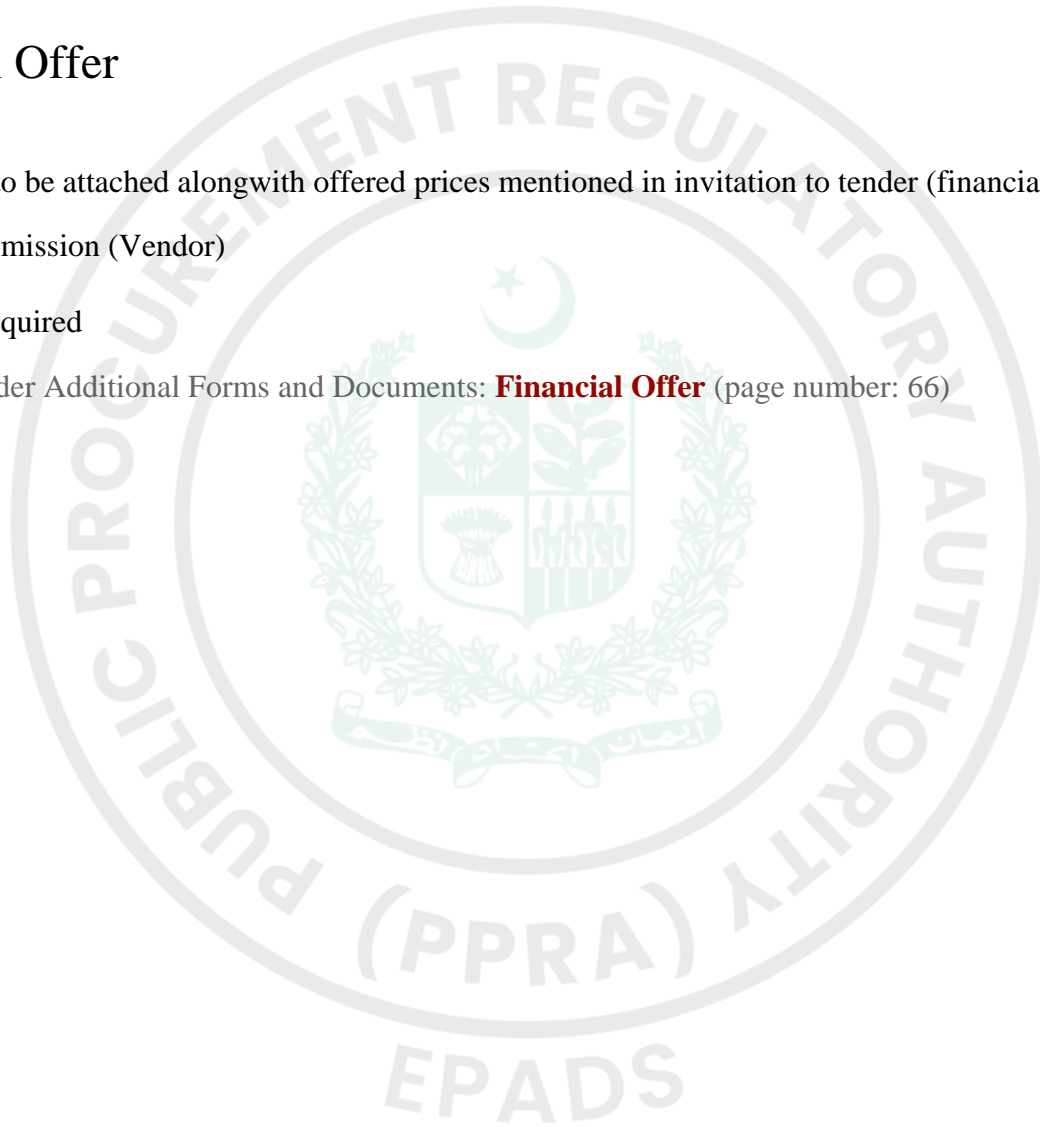 l Offer
o be attached alongwith offered prices mentioned in invitation to tender (financia
mission (Vendor)
quired
der Additional Forms and Documents: Financial Offer (page number: 66)
PUBLIC PROCUREMENT REGULATORY AUTHORITY
(PPRA)
EPADS